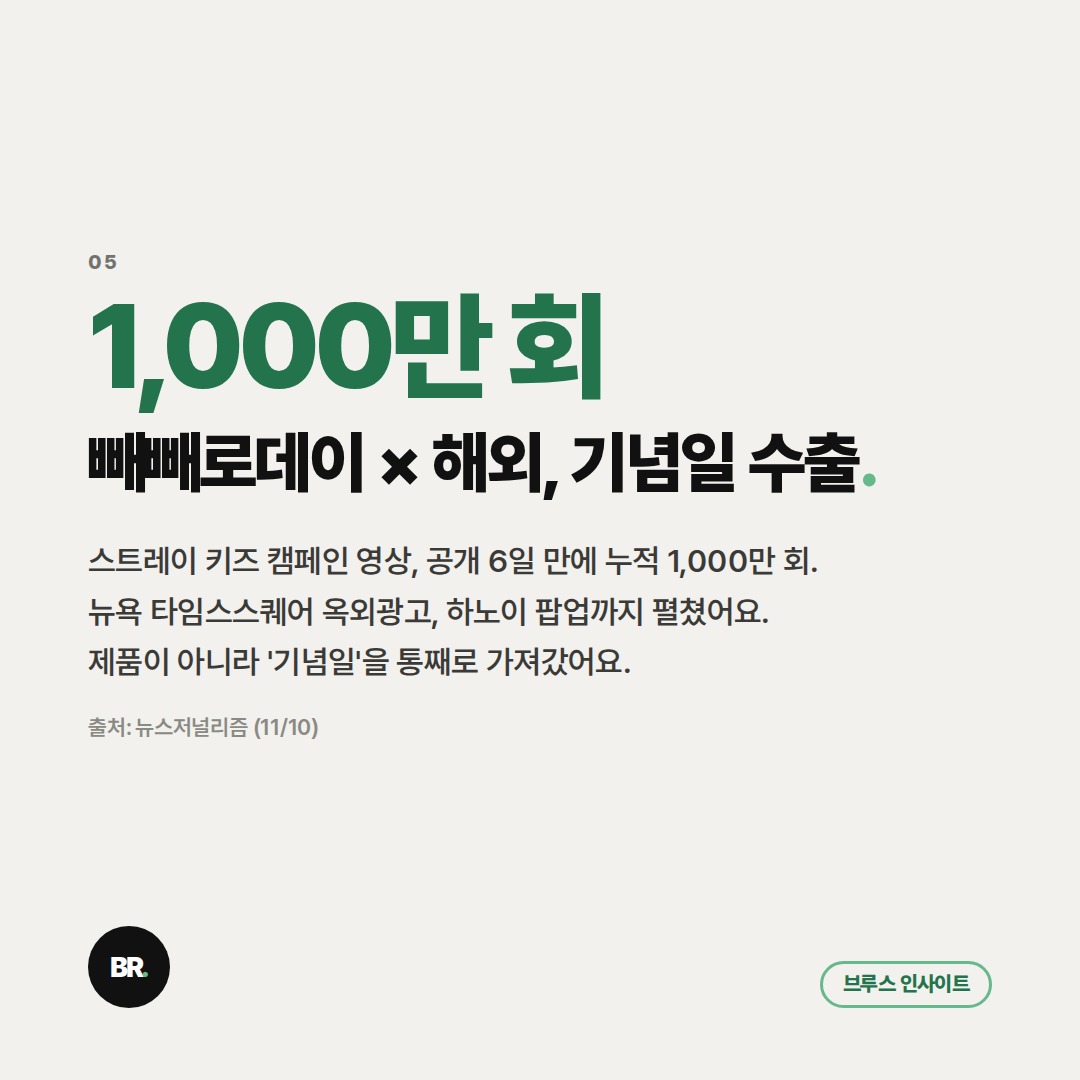 05
1,000만 회
빼빼로데이 × 해외, 기념일 수출.
스트레이 키즈 캠페인 영상, 공개 6일 만에 누적 1,000만 회.
뉴욕 타임스스퀘어 옥외광고, 하노이 팝업까지 펼쳤어요.
제품이 아니라 '기념일'을 통째로 가져갔어요.
출처: 뉴스저널리즘 (11/10)
BR.
브루스 인사이트